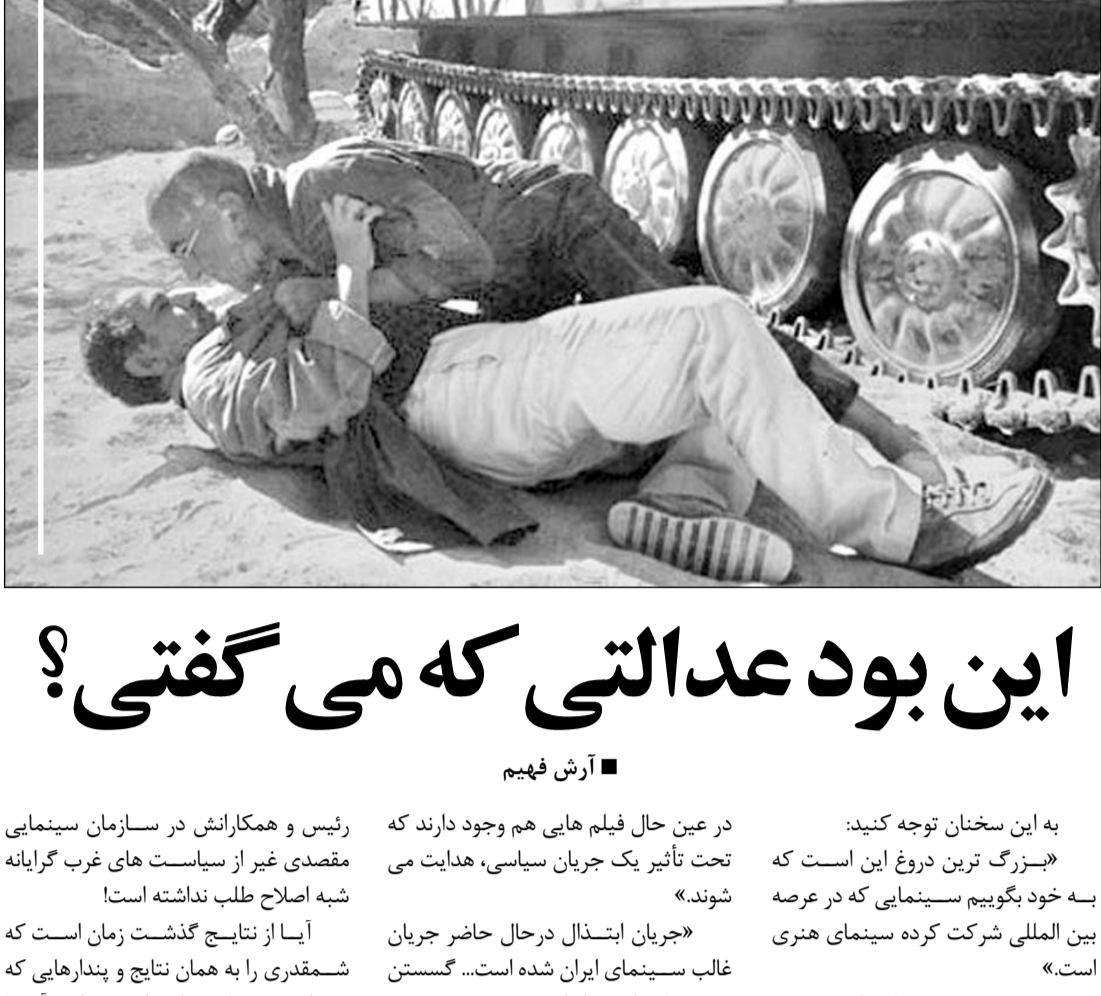 این بود عدالتی که می گفتی؟
■ آرش فهیم
به این سخنان توجه کنید:
«بـزرگ ترین دروغ این اسـت که
بـه خود بگوییم سـینمایی که در عرصه
بین المللی شرکت کرده سینمای هنری
است.»
در عین حال فیلم هایی هم وجود دارند که
تحت تأثیر یک جریان سیاسی، هدایت می
شوند.»
«جریان ابتـذال درحال حاضر جریان
غالب سـینمای ایران شده است... گسستن
رئیس و همکارانش در سـازمان سینمایی
مقصدی غیر از سیاسـت های غرب گرایانه
شبه اصلاح طلب نداشته است!
آیـا از نتایـج گذشـت زمان است که
شـمقدری را به همان نتایج و پندارهایی که